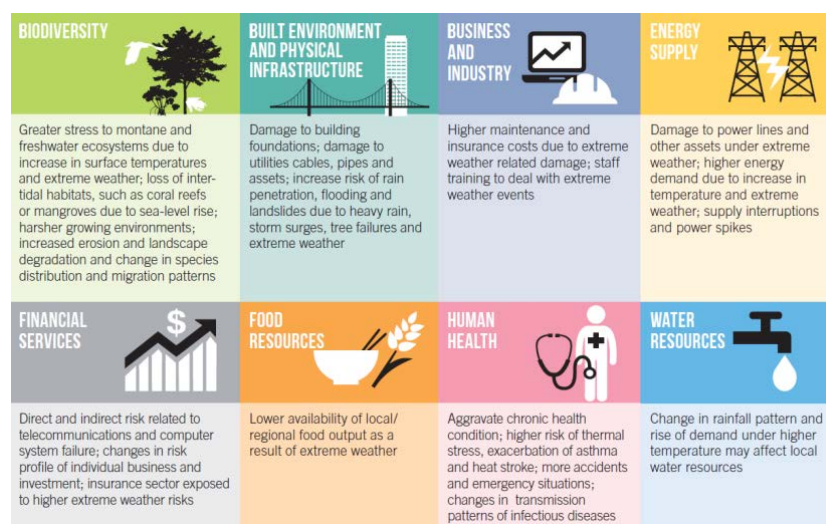 BIODIVERSITY
Greater stress to montane and
freshwater ecosystems due to
increase in surface temperatures
and extreme weather; loss of inter-
tidal habitats, such as coral reefs
or mangroves due to sea-level rise;
harsher growing environments;
increased erosion and landscape
degradation and change in species
distribution and migration patterns
BUILT ENVIRONMENT
AND PHYSICAL
INFRASTRUCTURE
Damage to building
foundations; damage to
utilities cables, pipes and
assets; increase risk of rain
penetration, flooding and
landslides due to heavy rain,
storm surges, tree failures and
extreme weather
BUSINESS
AND
INDUSTRY
Higher maintenance and
insurance costs due to extreme
weather related damage; staff
training to deal with extreme
weather events
ENERGY
SUPPLY
Damage to power lines and
other assets under extreme
weather; higher energy
demand due to increase in
temperature and extreme
weather; supply interruptions
and power spikes
FINANCIAL
SERVICES
$
Direct and indirect risk related to
telecommunications and computer
system failure; changes in risk
profile of individual business and
investment; insurance sector exposed
to higher extreme weather risks
FOOD
RESOURCES
Lower availability of local/
regional food output as a
result of extreme weather
HUMAN
HEALTH
Aggravate chronic health
condition; higher risk of thermal
stress, exacerbation of asthma
and heat stroke; more accidents
and emergency situations;
changes in transmission
patterns of infectious diseases
WATER
RESOURCES
Change in rainfall pattern and
rise of demand under higher
temperature may affect local
water resources